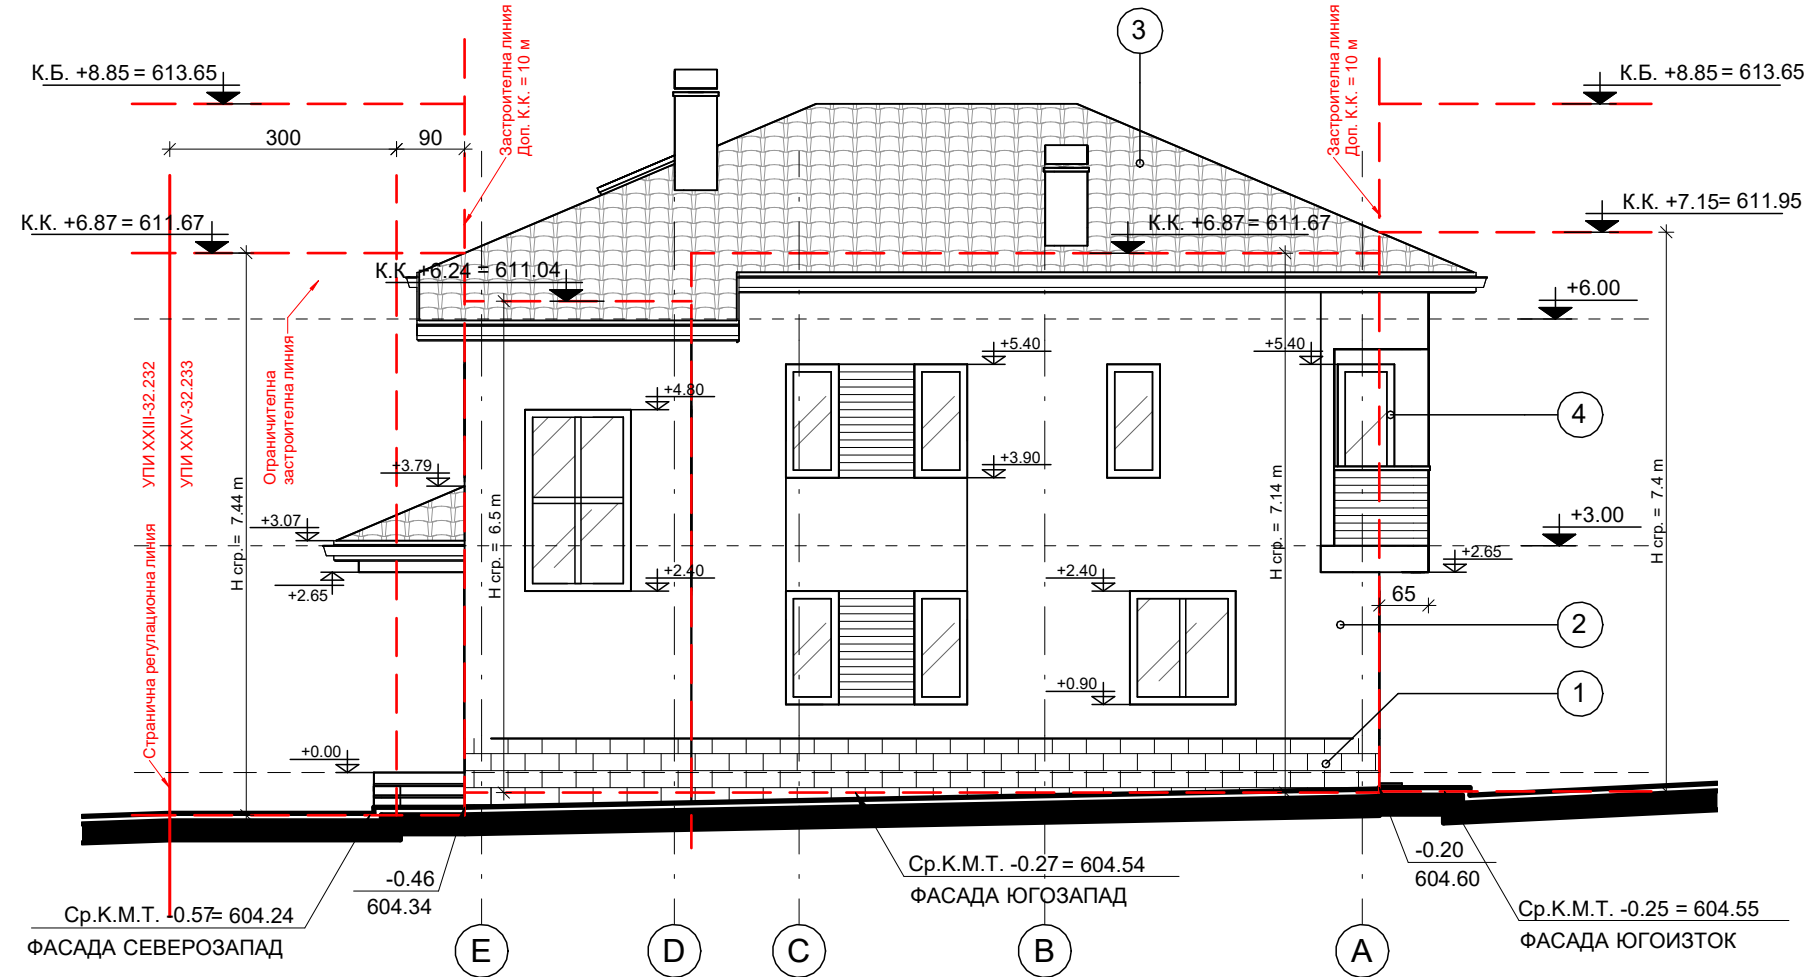 3
Застроителна линия
Доп. К.К. = 10 м
Застроителна линия
Доп. К.К. = 10 м
К.Б. +8.85 = 613.65
К.Б. +8.85 = 613.65
300
90
К.К. +6.87 = 611.67
К.К. +6.87 = 611.67
К.К. +7.15= 611.95
К.К. +6.24 = 611.04
+6.00
Ограничителна
застроителна линия
УПИ XXIII-32.232
УПИ XXIV-32.233
+5.40
+5.40
+4.80
4
+3.79
+3.90
Н сгр. = 7.44 m
Н сгр. = 6.5 m
Н сгр. = 7.14 m
Н сгр. = 7.4 m
+3.07
+3.00
+2.65
+2.65
+2.40
+2.40
65
2
Странична регулационна линия
+0.90
1
+0.00
-0.46
604.34
Ср.К.М.Т. -0.27 = 604.54
ФАСАДА ЮГОЗАПАД
-0.20
604.60
Ср.К.М.Т. -0.57= 604.24
ФАСАДА СЕВЕРОЗАПАД
Ср.К.М.Т. -0.25 = 604.55
ФАСАДА ЮГОИЗТОК
E
D
C
B
A